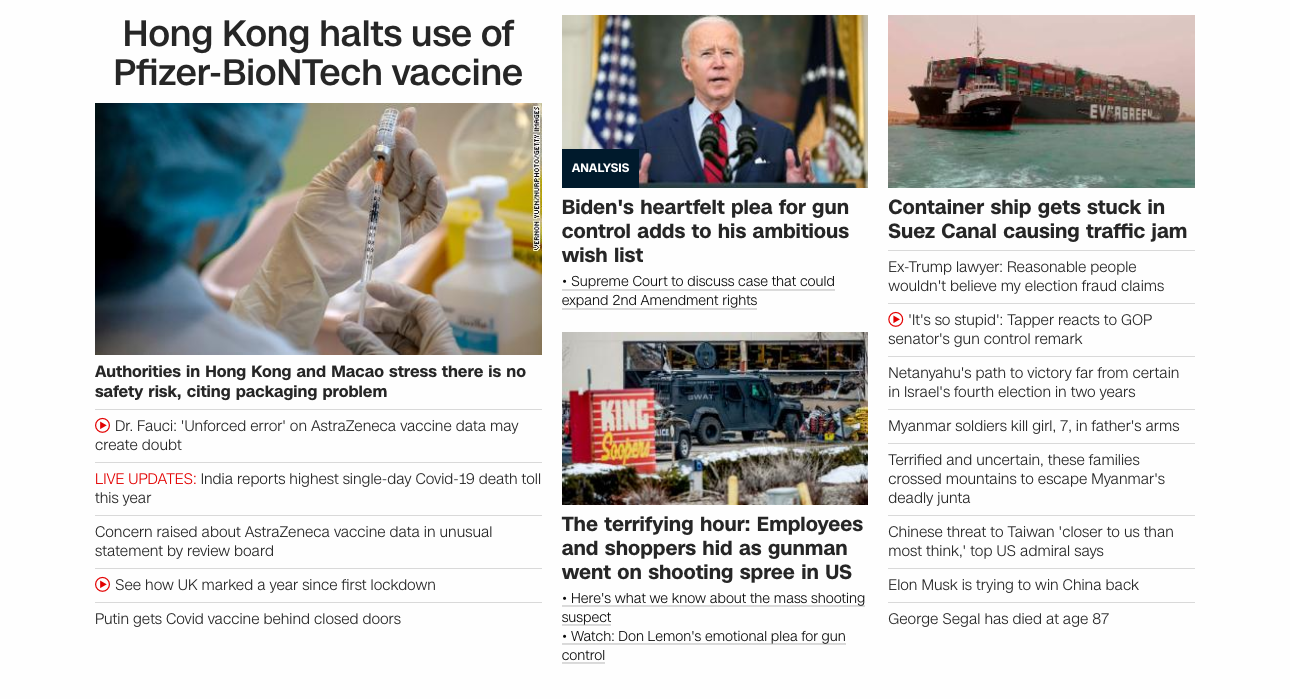 Hong Kong halts use of
Pfizer-BioNTech vaccine
VERNON YUEN/NURPHOTO/GETTY IMAGES
Authorities in Hong Kong and Macao stress there is no
safety risk, citing packaging problem
Dr. Fauci: 'Unforced error' on AstraZeneca vaccine data may
create doubt
LIVE UPDATES: India reports highest single-day Covid-19 death toll
this year
Concern raised about AstraZeneca vaccine data in unusual
statement by review board
See how UK marked a year since first lockdown
Putin gets Covid vaccine behind closed doors
ANALYSIS
Biden's heartfelt plea for gun
control adds to his ambitious
wish list
• Supreme Court to discuss case that could
expand 2nd Amendment rights
SWAT
POLICE
KING
Soopers
The terrifying hour: Employees
and shoppers hid as gunman
went on shooting spree in US
• Here's what we know about the mass shooting
suspect
• Watch: Don Lemon's emotional plea for gun
control
EVERGREEN
Container ship gets stuck in
Suez Canal causing traffic jam
Ex-Trump lawyer: Reasonable people
wouldn't believe my election fraud claims
'It's so stupid': Tapper reacts to GOP
senator's gun control remark
Netanyahu's path to victory far from certain
in Israel's fourth election in two years
Myanmar soldiers kill girl, 7, in father's arms
Terrified and uncertain, these families
crossed mountains to escape Myanmar's
deadly junta
Chinese threat to Taiwan 'closer to us than
most think,' top US admiral says
Elon Musk is trying to win China back
George Segal has died at age 87